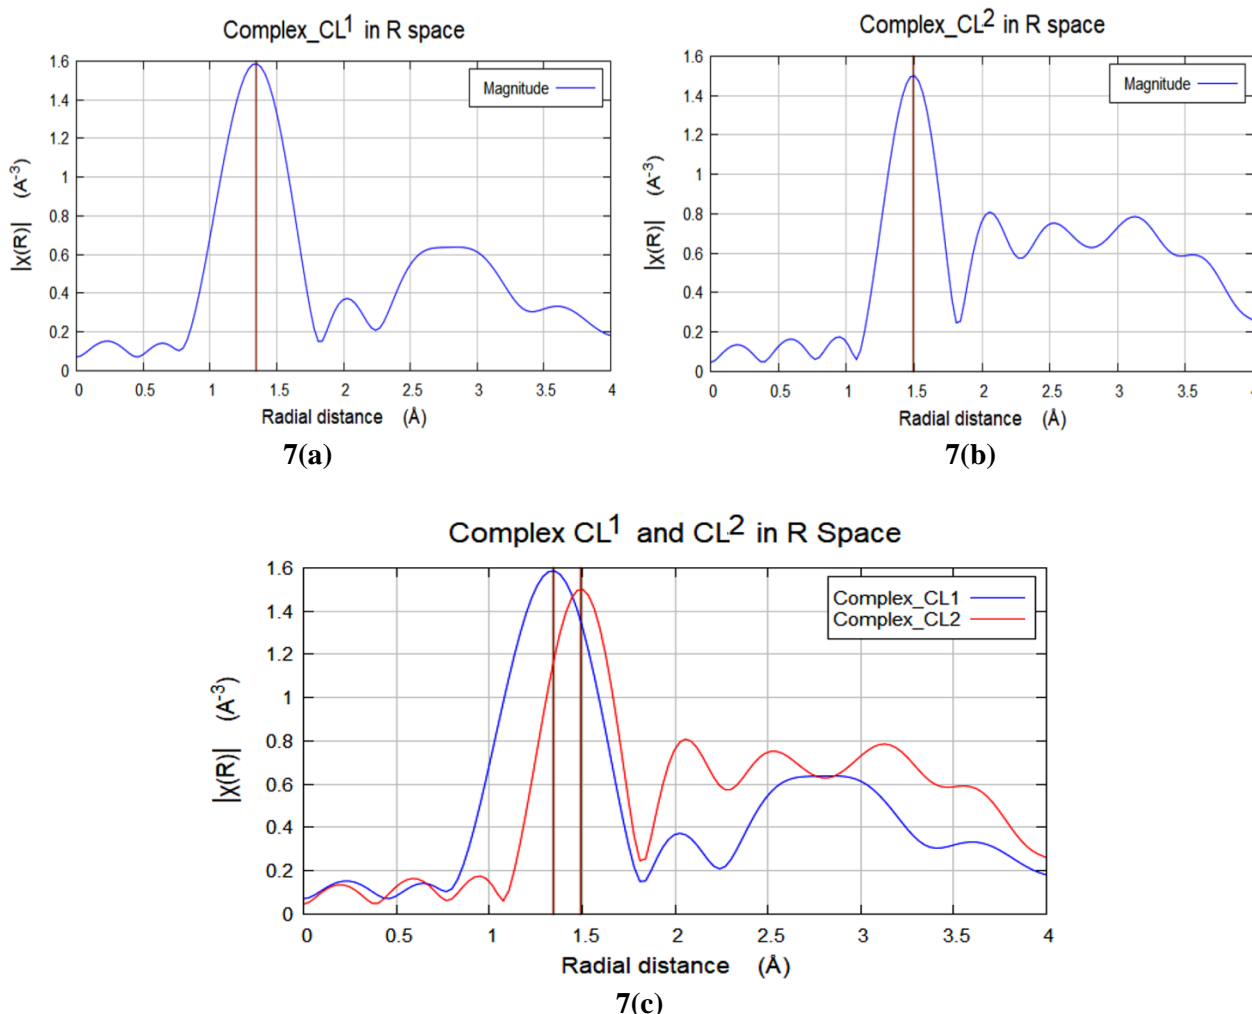 Complex_CL¹ in R space
Magnitude
|χ(R)| (A⁻³)
1.6
1.4
1.2
1
0.8
0.6
0.4
0.2
0
0 0.5 1 1.5 2 2.5 3 3.5 4
Radial distance (Å)
7(a)
Complex_CL² in R space
Magnitude
|χ(R)| (A⁻³)
1.6
1.4
1.2
1
0.8
0.6
0.4
0.2
0
0 0.5 1 1.5 2 2.5 3 3.5 4
Radial distance (Å)
7(b)
Complex CL¹ and CL² in R Space
Complex_CL1
Complex_CL2
|χ(R)| (A⁻³)
1.6
1.4
1.2
1
0.8
0.6
0.4
0.2
0
0 0.5 1 1.5 2 2.5 3 3.5 4
Radial distance (Å)
7(c)